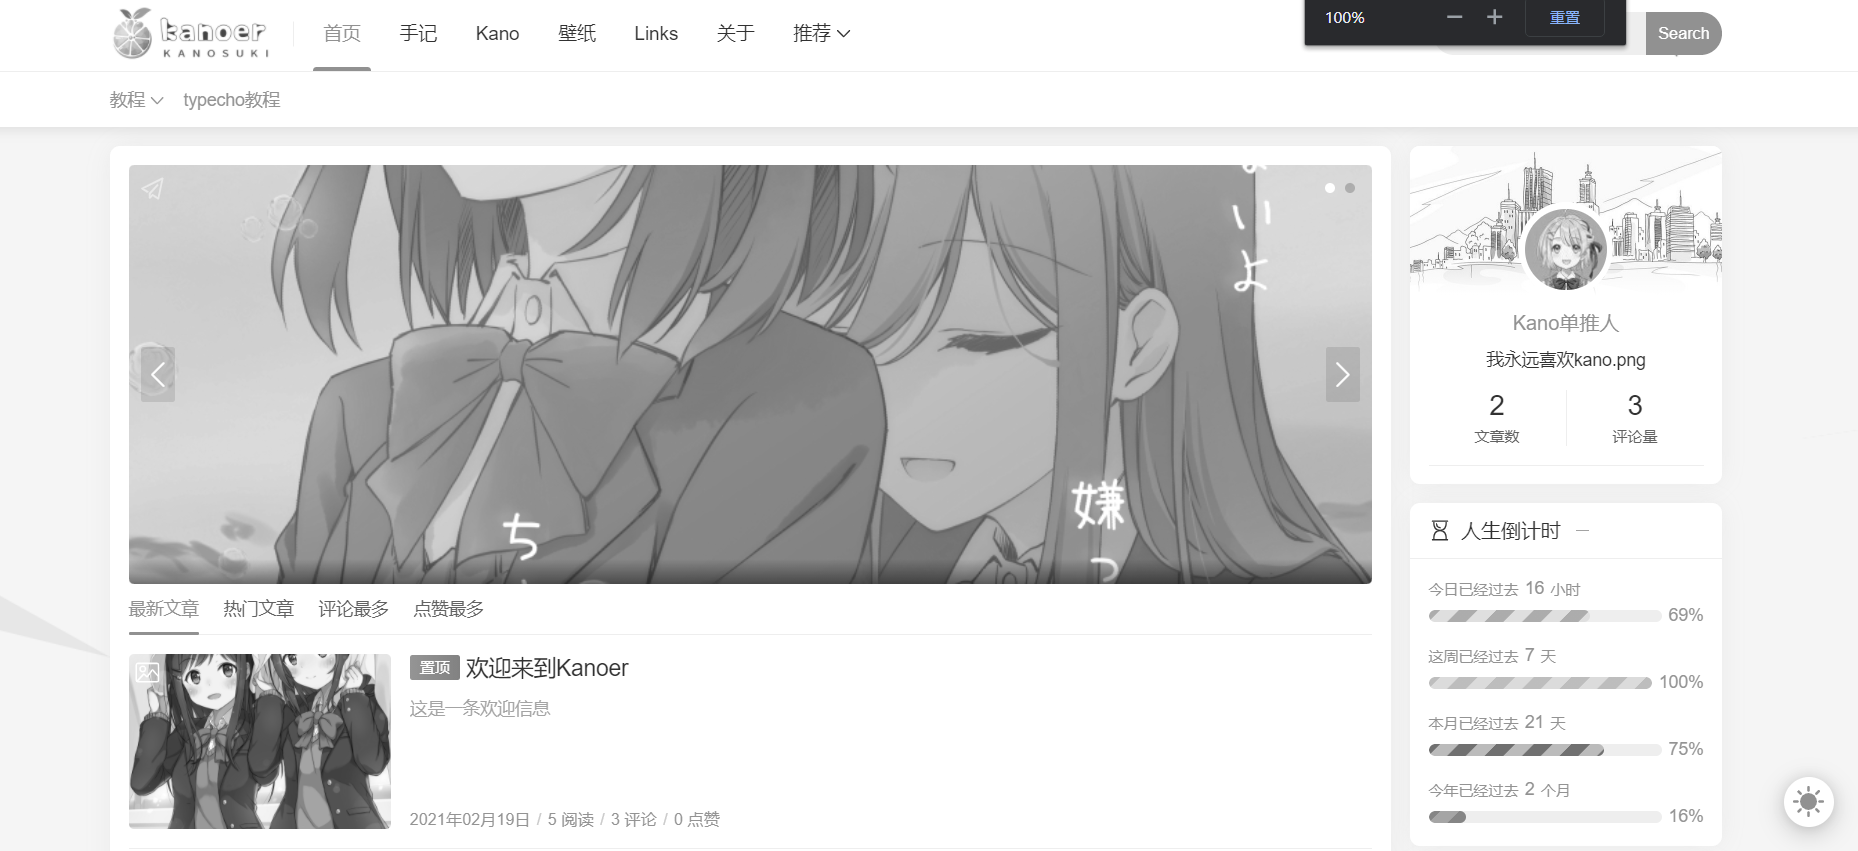 kanoer
KANOSUKI
首页 手记 Kano 壁纸 Links 关于 推荐
100% 重置
Search
教程 typecho教程
いよ
嫌っ
ち
Kano单推人
我永远喜欢kano.png
2 3
文章数 评论量
人生倒计时
今日已经过去 16 小时
69%
这周已经过去 7 天
100%
本月已经过去 21 天
75%
今年已经过去 2 个月
16%
最新文章 热门文章 评论最多 点赞最多
置顶 欢迎来到Kanoer
这是一条欢迎信息
2021年02月19日 / 5 阅读 / 3 评论 / 0 点赞